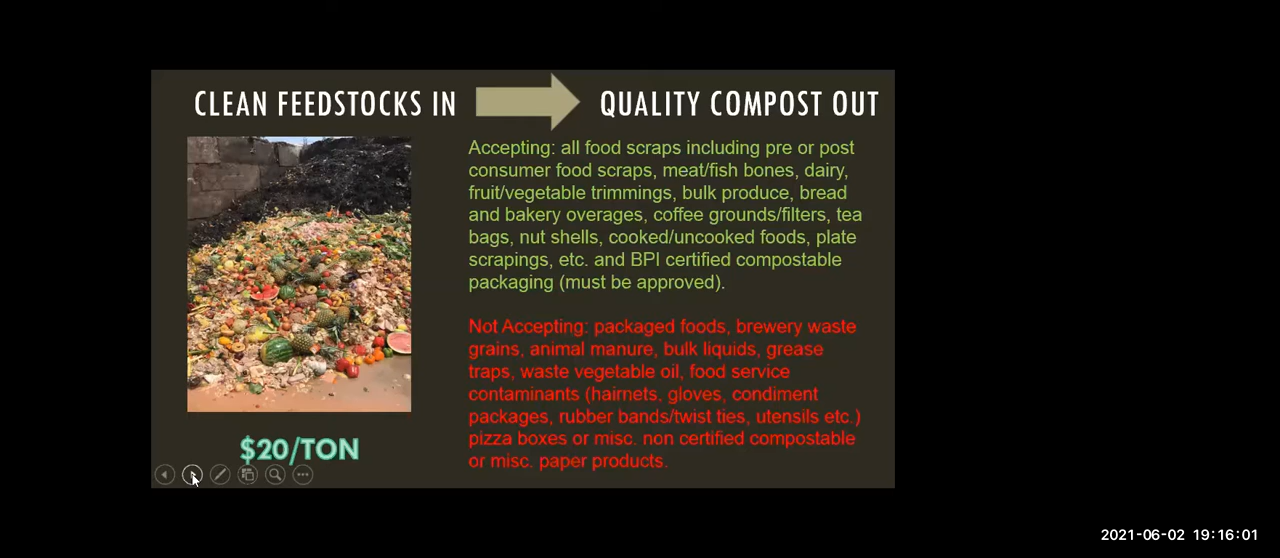 CLEAN FEEDSTOCKS IN QUALITY COMPOST OUT
Accepting: all food scraps including pre or post
consumer food scraps, meat/fish bones, dairy,
fruit/vegetable trimmings, bulk produce, bread
and bakery overages, coffee grounds/filters, tea
bags, nut shells, cooked/uncooked foods, plate
scrapings, etc. and BPI certified compostable
packaging (must be approved).
Not Accepting: packaged foods, brewery waste
grains, animal manure, bulk liquids, grease
traps, waste vegetable oil, food service
contaminants (hairnets, gloves, condiment
packages, rubber bands/twist ties, utensils etc.)
pizza boxes or misc. non certified compostable
or misc. paper products.
$20/TON
2021-06-02 19:16:01